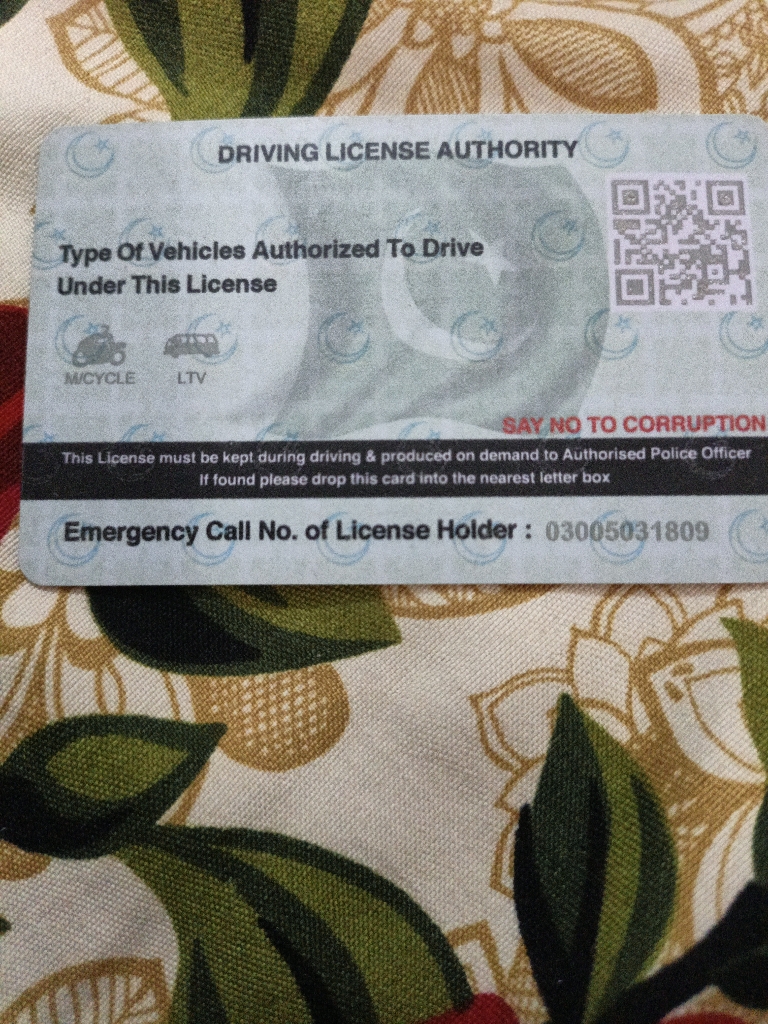 DRIVING LICENSE AUTHORITY
Type Of Vehicles Authorized To Drive
Under This License
M/CYCLE LTV
SAY NO TO CORRUPTION
This License must be kept during driving & produced on demand to Authorised Police Officer
If found please drop this card into the nearest letter box
Emergency Call No. of License Holder : 03005031809